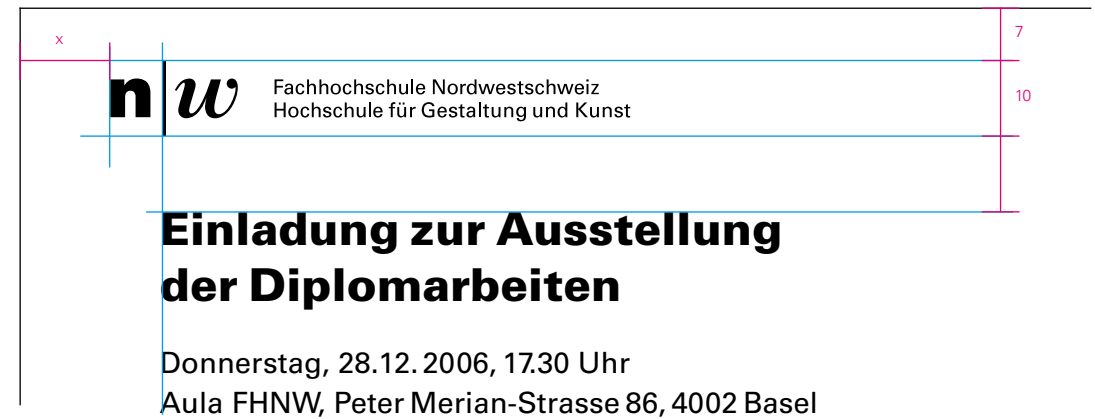 x
7
n|w
Fachhochschule Nordwestschweiz
Hochschule für Gestaltung und Kunst
10
Einladung zur Ausstellung
der Diplomarbeiten
Donnerstag, 28.12.2006, 17.30 Uhr
Aula FHNW, Peter Merian-Strasse 86, 4002 Basel